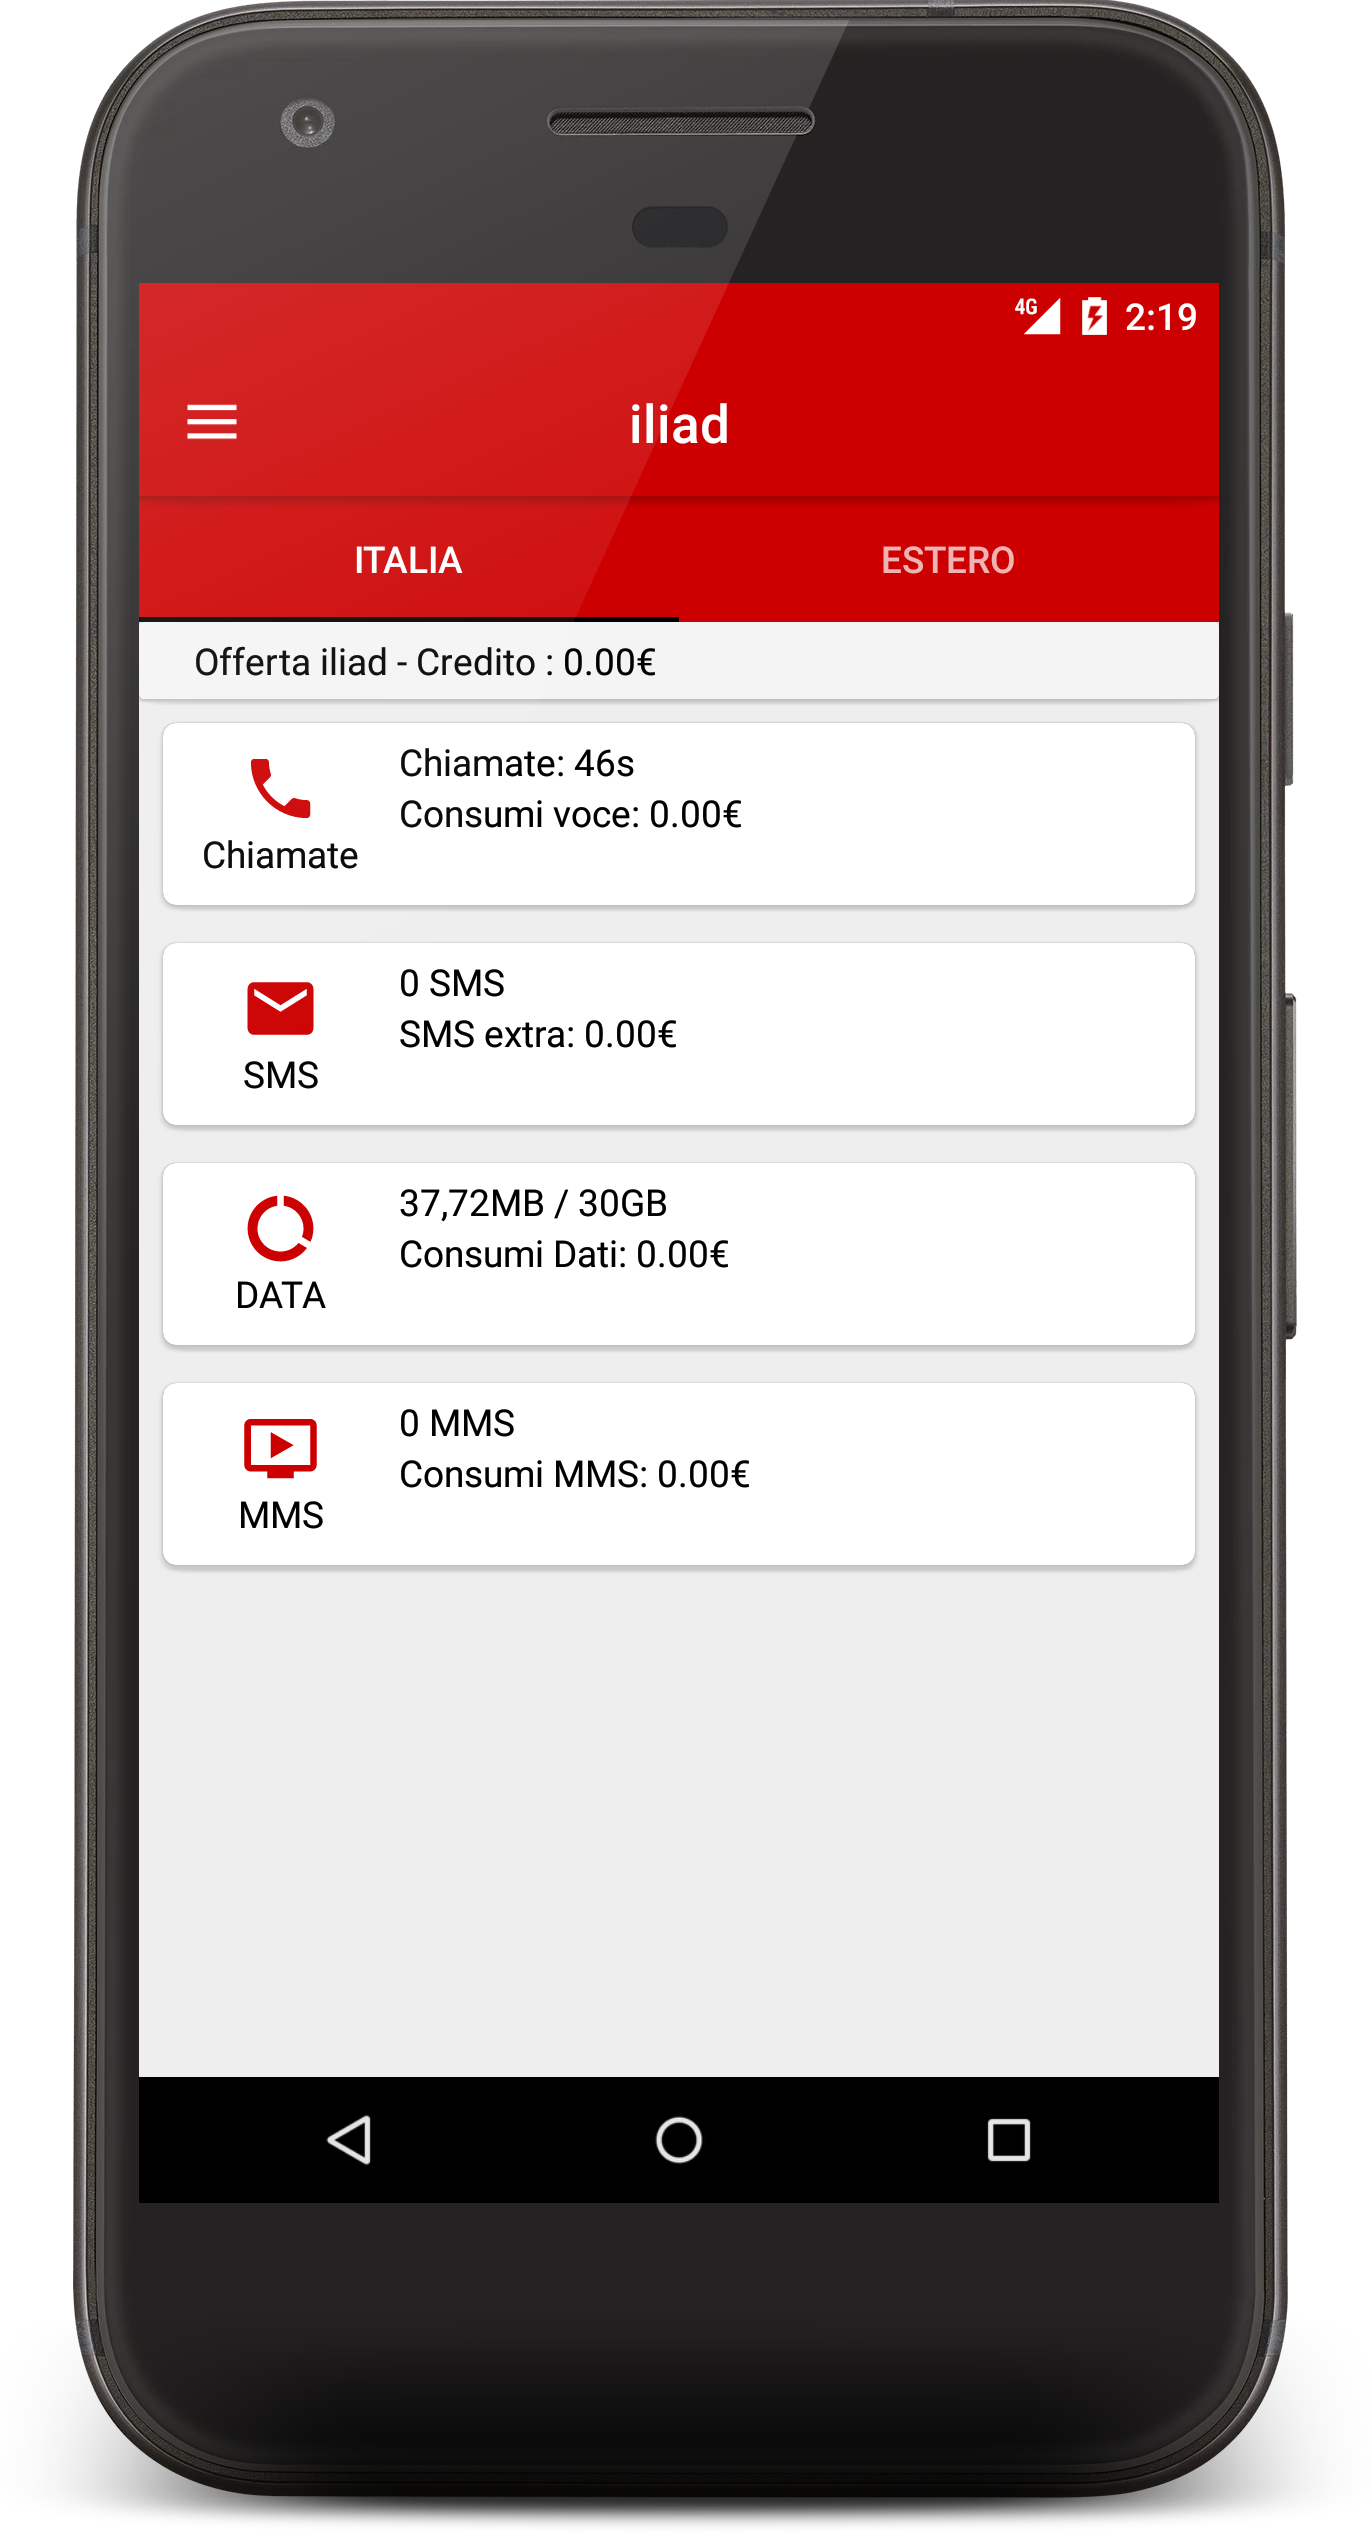 4G 2:19
iliad
ITALIA ESTERO
Offerta iliad - Credito : 0.00€
Chiamate: 46s
Consumi voce: 0.00€
Chiamate
0 SMS
SMS extra: 0.00€
SMS
37,72MB / 30GB
Consumi Dati: 0.00€
DATA
0 MMS
Consumi MMS: 0.00€
MMS